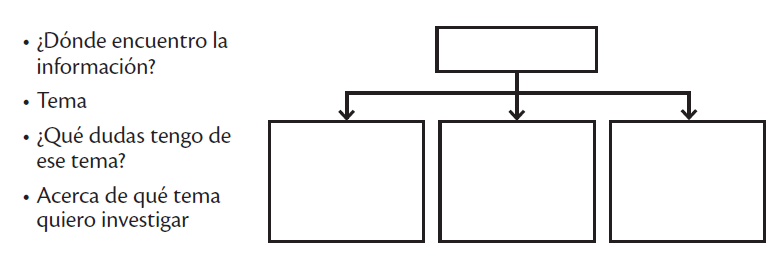 • ¿Dónde encuentro la
información?
• Tema
• ¿Qué dudas tengo de
ese tema?
• Acerca de qué tema
quiero investigar